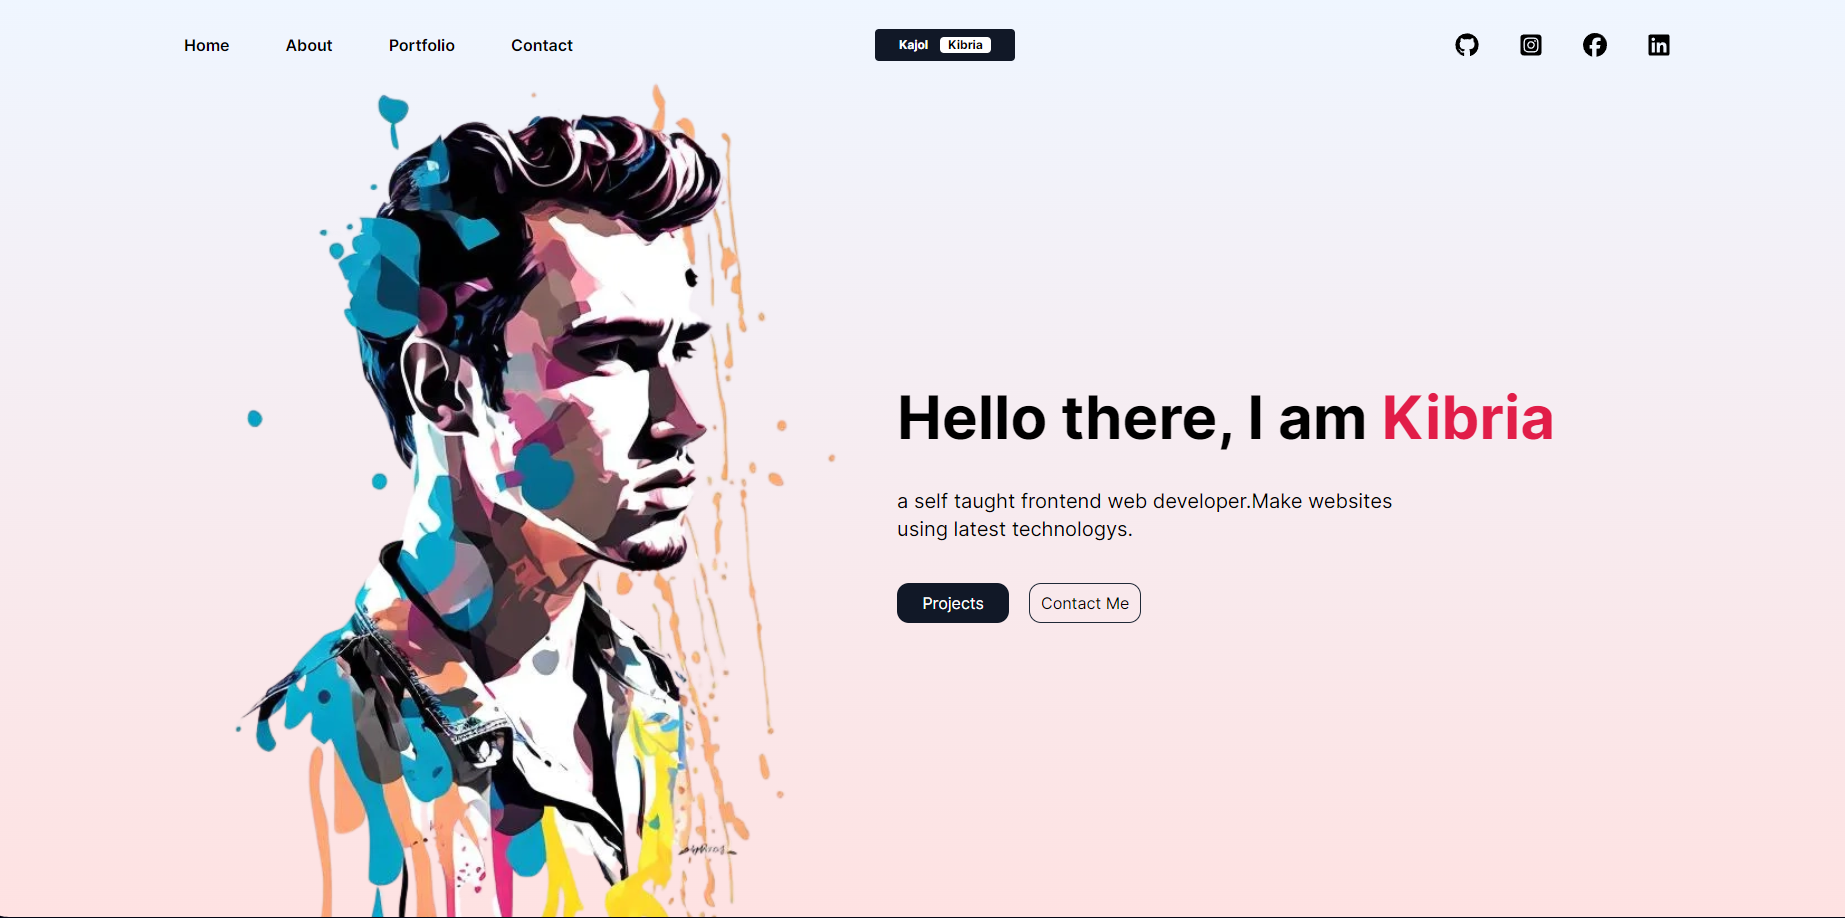 Home About Portfolio Contact
Kajol Kibria
Hello there, I am Kibria
a self taught frontend web developer.Make websites
using latest technologys.
Projects Contact Me